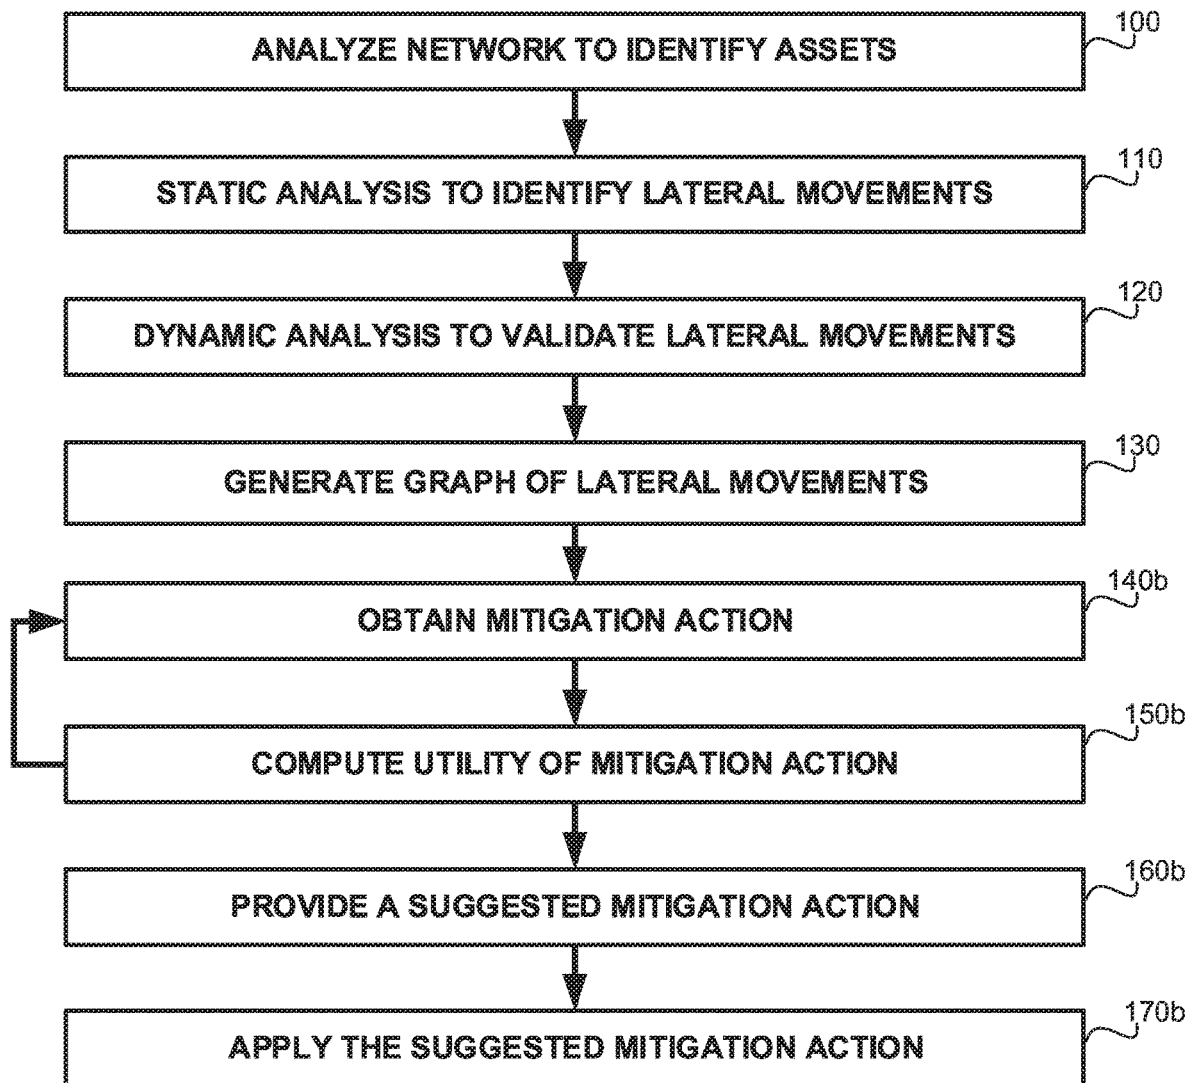 100
ANALYZE NETWORK TO IDENTIFY ASSETS
110
STATIC ANALYSIS TO IDENTIFY LATERAL MOVEMENTS
120
DYNAMIC ANALYSIS TO VALIDATE LATERAL MOVEMENTS
130
GENERATE GRAPH OF LATERAL MOVEMENTS
140b
OBTAIN MITIGATION ACTION
150b
COMPUTE UTILITY OF MITIGATION ACTION
160b
PROVIDE A SUGGESTED MITIGATION ACTION
170b
APPLY THE SUGGESTED MITIGATION ACTION